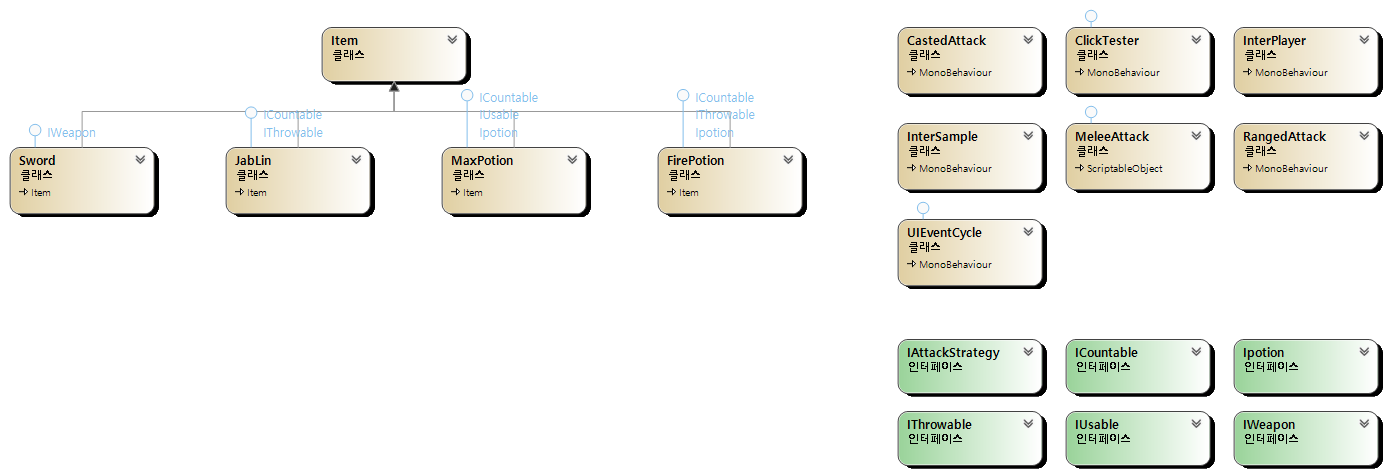 Item
클래스
IWeapon
Sword
클래스
Item
ICountable
IThrowable
JabLin
클래스
Item
ICountable
IUsable
Ipotion
MaxPotion
클래스
Item
ICountable
IThrowable
Ipotion
FirePotion
클래스
Item
CastedAttack
클래스
MonoBehaviour
ClickTester
클래스
MonoBehaviour
InterPlayer
클래스
MonoBehaviour
InterSample
클래스
MonoBehaviour
MeleeAttack
클래스
ScriptableObject
RangedAttack
클래스
MonoBehaviour
UIEventCycle
클래스
MonoBehaviour
IAttackStrategy
인터페이스
ICountable
인터페이스
Ipotion
인터페이스
IThrowable
인터페이스
IUsable
인터페이스
IWeapon
인터페이스